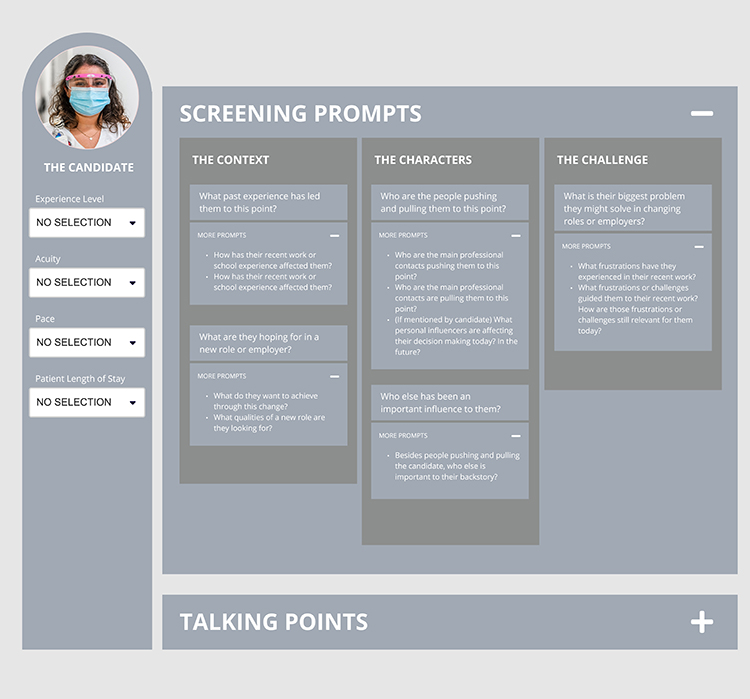 THE CANDIDATE
Experience Level
NO SELECTION
Acuity
NO SELECTION
Pace
NO SELECTION
Patient Length of Stay
NO SELECTION
SCREENING PROMPTS
THE CONTEXT
What past experience has led
them to this point?
MORE PROMPTS
• How has their recent work or
school experience affected them?
• How has their recent work or
school experience affected them?
What are they hoping for in a
new role or employer?
MORE PROMPTS
• What do they want to achieve
through this change?
• What qualities of a new role are
they looking for?
THE CHARACTERS
Who are the people pushing
and pulling them to this point?
MORE PROMPTS
• Who are the main professional
contacts pushing them to this
point?
• Who are the main professional
contacts are pulling them to this
point?
• (If mentioned by candidate) What
personal influencers are affecting
their decision making today? In the
future?
Who else has been an
important influence to them?
MORE PROMPTS
• Besides people pushing and pulling
the candidate, who else is
important to their backstory?
THE CHALLENGE
What is their biggest problem
they might solve in changing
roles or employers?
MORE PROMPTS
• What frustrations have they
experienced in their recent work?
• What frustrations or challenges
guided them to their recent work?
How are those frustrations or
challenges still relevant for them
today?
TALKING POINTS